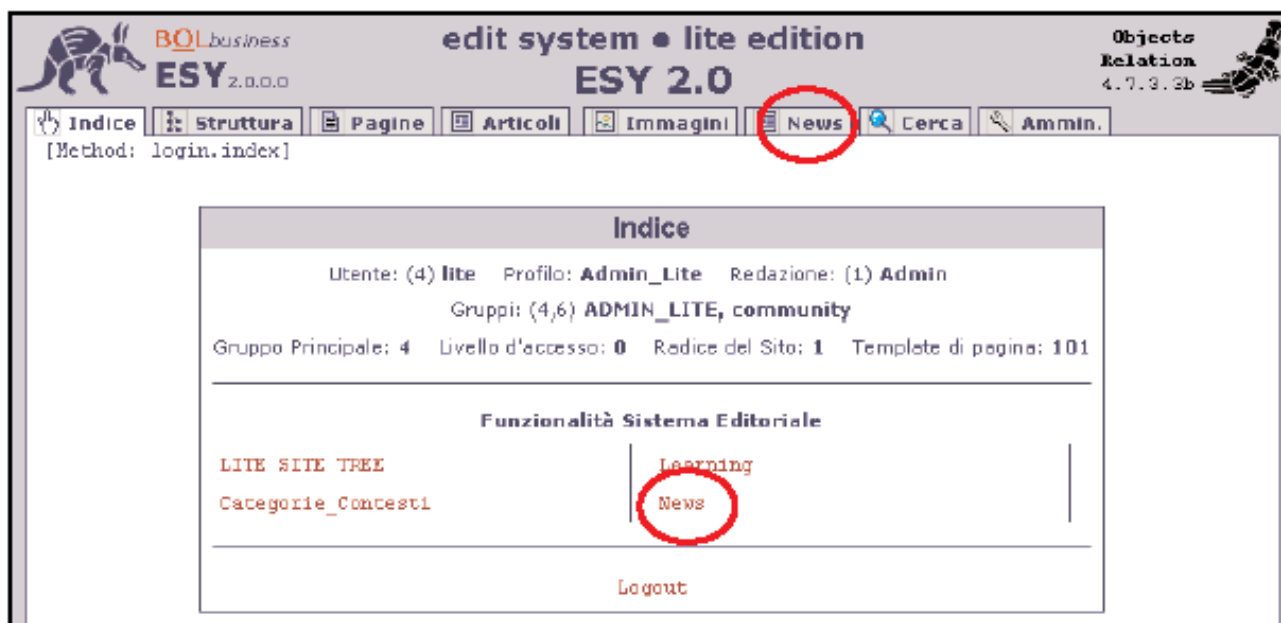 BOLbusiness
ESY 2.0.0.0
edit system • lite edition
ESY 2.0
Objects
Relation
4.7.3.3b
Indice Struttura Pagine Articoli Immagini News Cerca Ammin.
[Method: login.index]
Indice
Utente: (4) lite Profilo: Admin_Lite Redazione: (1) Admin
Gruppi: (4,6) ADMIN_LITE, community
Gruppo Principale: 4 Livello d'accesso: 0 Radice del Sito: 1 Template di pagina: 101
Funzionalità Sistema Editoriale
LITE SITE TREE Learning
Categorie_Contesti News
Logout